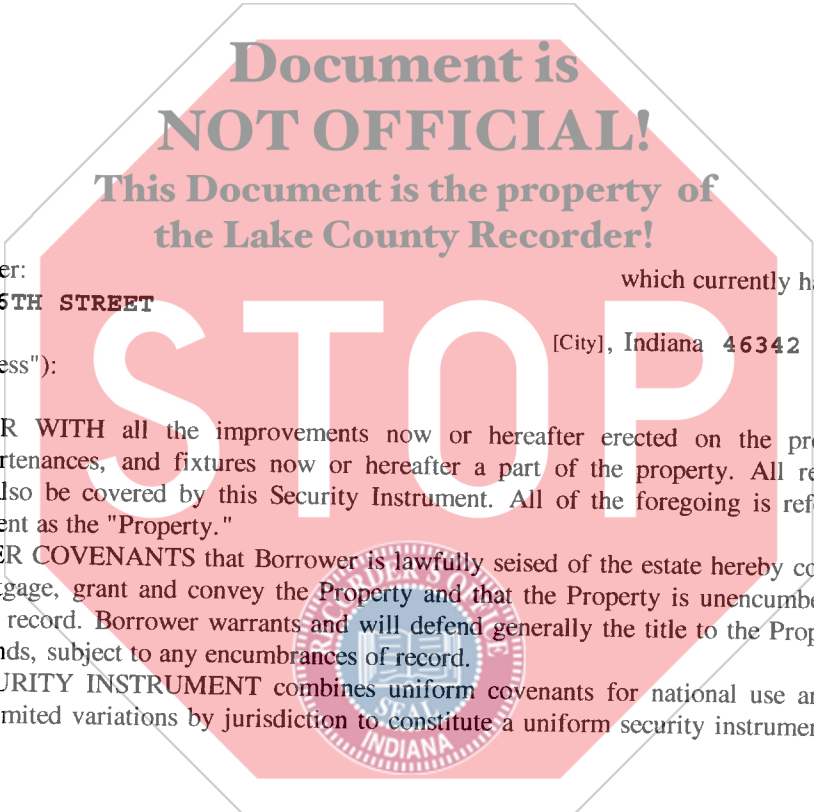 Document is
NOT OFFICIAL!
This Document is the property of
the Lake County Recorder!
er: which currently ha
6TH STREET
[City], Indiana 46342
ess"):
STOP
R WITH all the improvements now or hereafter erected on the pro
rtenances, and fixtures now or hereafter a part of the property. All re
lso be covered by this Security Instrument. All of the foregoing is refe
ent as the "Property."
ER COVENANTS that Borrower is lawfully seised of the estate hereby co
tgage, grant and convey the Property and that the Property is unencumbe
record. Borrower warrants and will defend generally the title to the Prop
nds, subject to any encumbrances of record.
URITY INSTRUMENT combines uniform covenants for national use an
mited variations by jurisdiction to constitute a uniform security instrumen
RECORDER'S OFFICE
SEAL
INDIANA